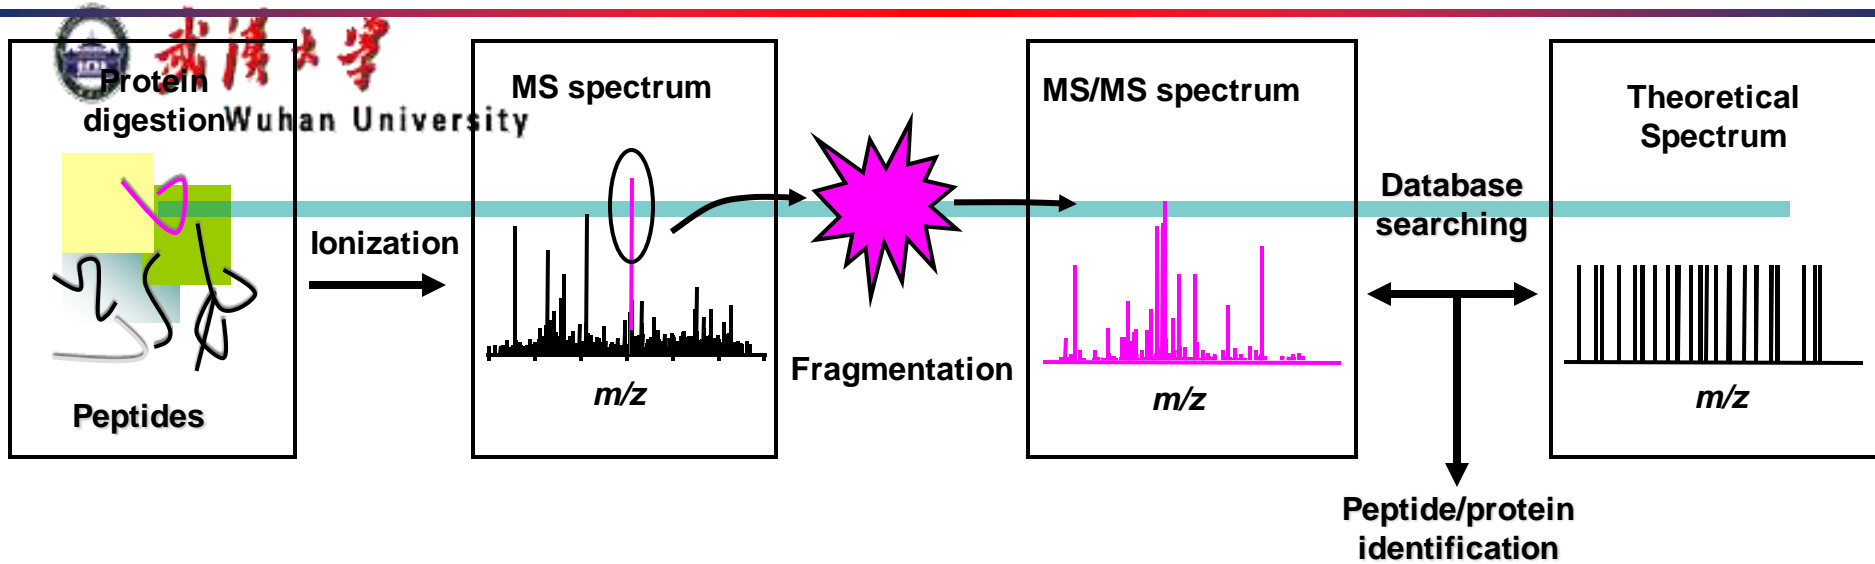 武漢大學
Wuhan University
Protein
digestion
Peptides
Ionization
MS spectrum
m/z
Fragmentation
MS/MS spectrum
m/z
Database
searching
Theoretical
Spectrum
m/z
Peptide/protein
identification